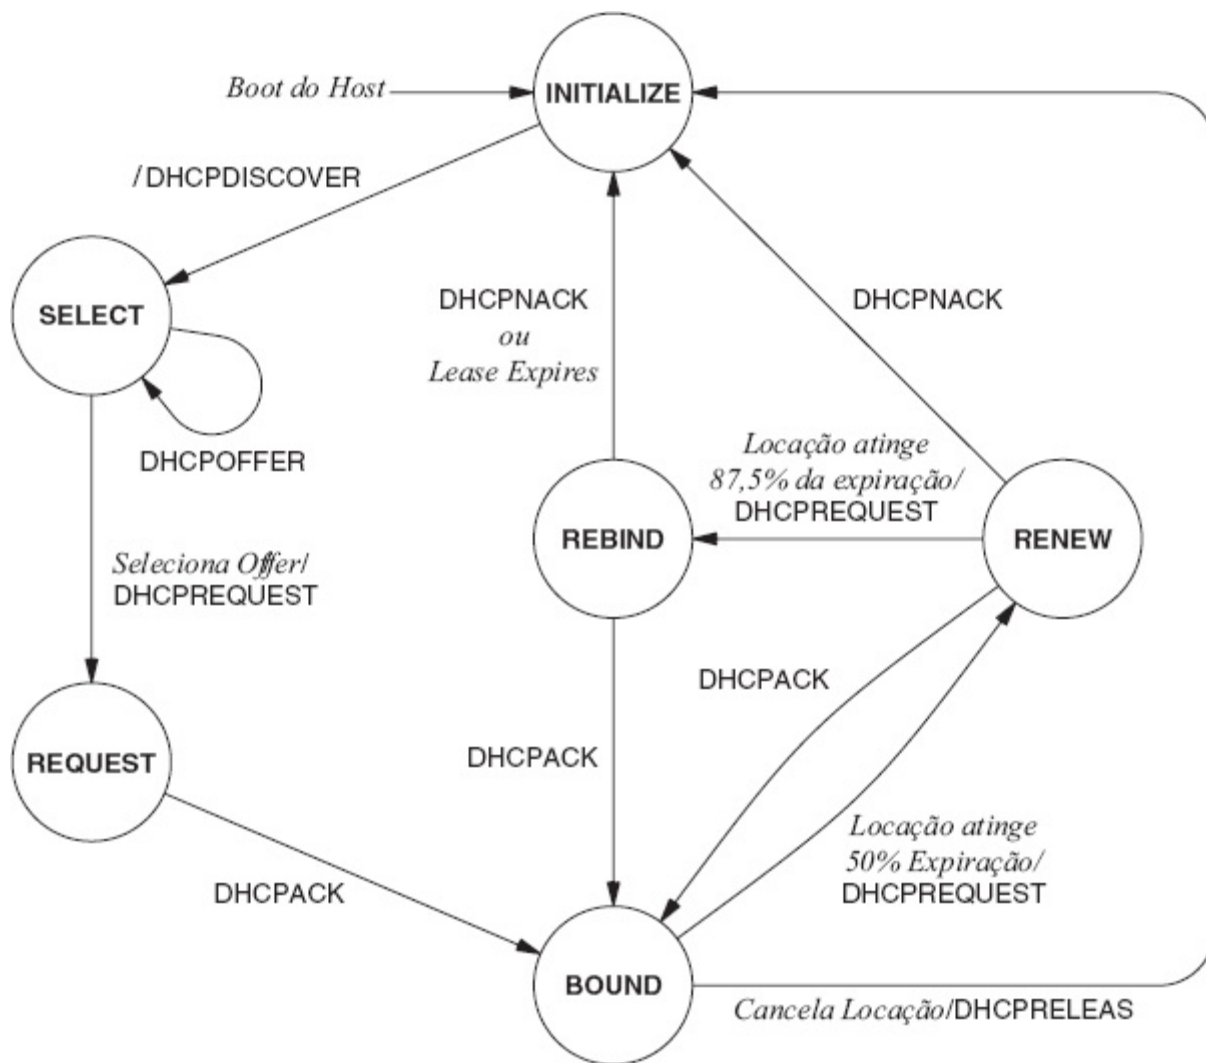 Boot do Host
INITIALIZE
/DHCPDISCOVER
SELECT
DHCPNACK
ou
Lease Expires
DHCPNACK
DHCPOFFER
Locação atinge
87,5% da expiração/
DHCPREQUEST
REBIND
RENEW
Seleciona Offer/
DHCPREQUEST
DHCPACK
REQUEST
DHCPACK
Locação atinge
50% Expiração/
DHCPREQUEST
DHCPACK
BOUND
Cancela Locação/DHCPRELEAS